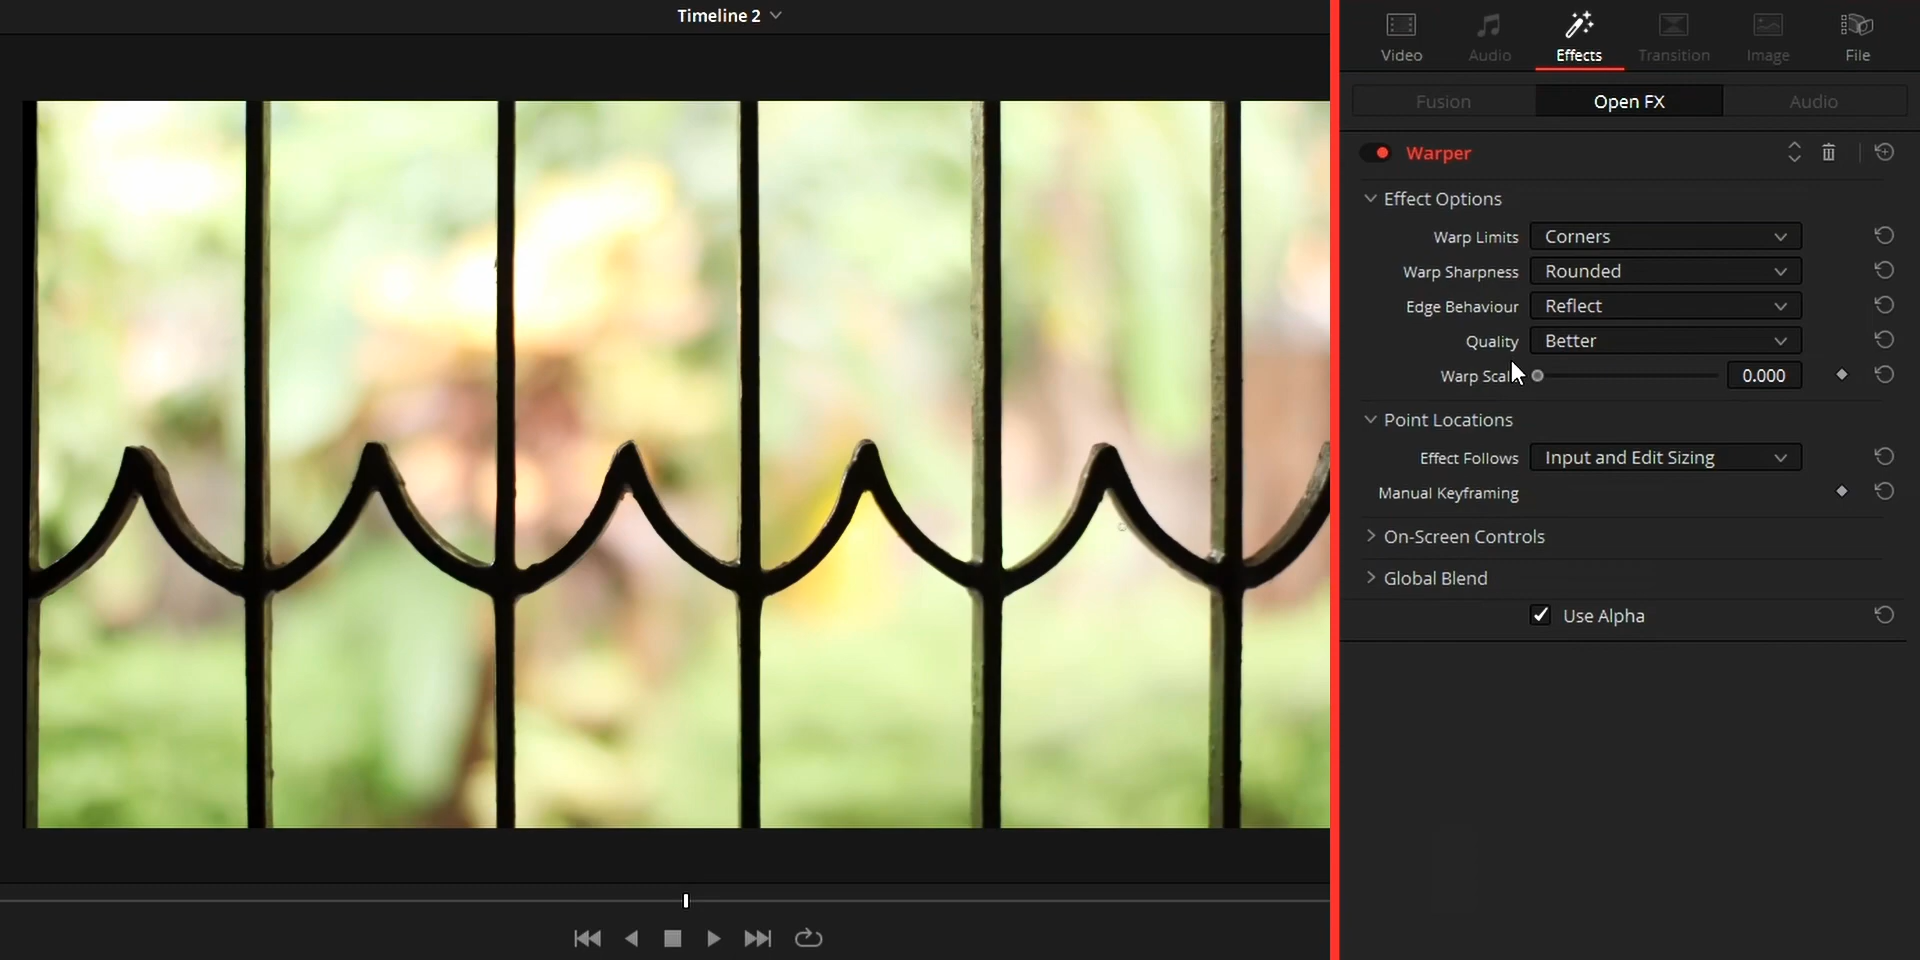 Timeline 2
Video
Audio
Effects
Transition
Image
File
Fusion
Open FX
Audio
Warper
Effect Options
Warp Limits
Corners
Warp Sharpness
Rounded
Edge Behaviour
Reflect
Quality
Better
Warp Scal
0.000
Point Locations
Effect Follows
Input and Edit Sizing
Manual Keyframing
On-Screen Controls
Global Blend
Use Alpha